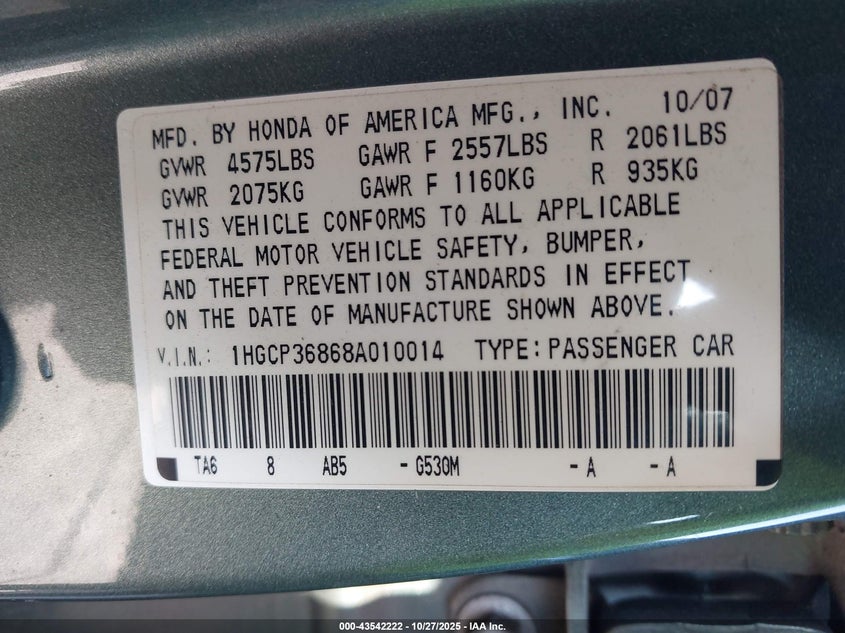 MFD. BY HONDA OF AMERICA MFG., INC. 10/07
GVWR 4575LBS GAWR F 2557LBS R 2061LBS
GVWR 2075KG GAWR F 1160KG R 935KG
THIS VEHICLE CONFORMS TO ALL APPLICABLE
FEDERAL MOTOR VEHICLE SAFETY, BUMPER,
AND THEFT PREVENTION STANDARDS IN EFFECT
ON THE DATE OF MANUFACTURE SHOWN ABOVE.
V.I.N.: 1HGCP36868A010014 TYPE: PASSENGER CAR
TA6 8 AB5 - G530M - A - A
000-43542222 - 10/27/2025 - IAA Inc.